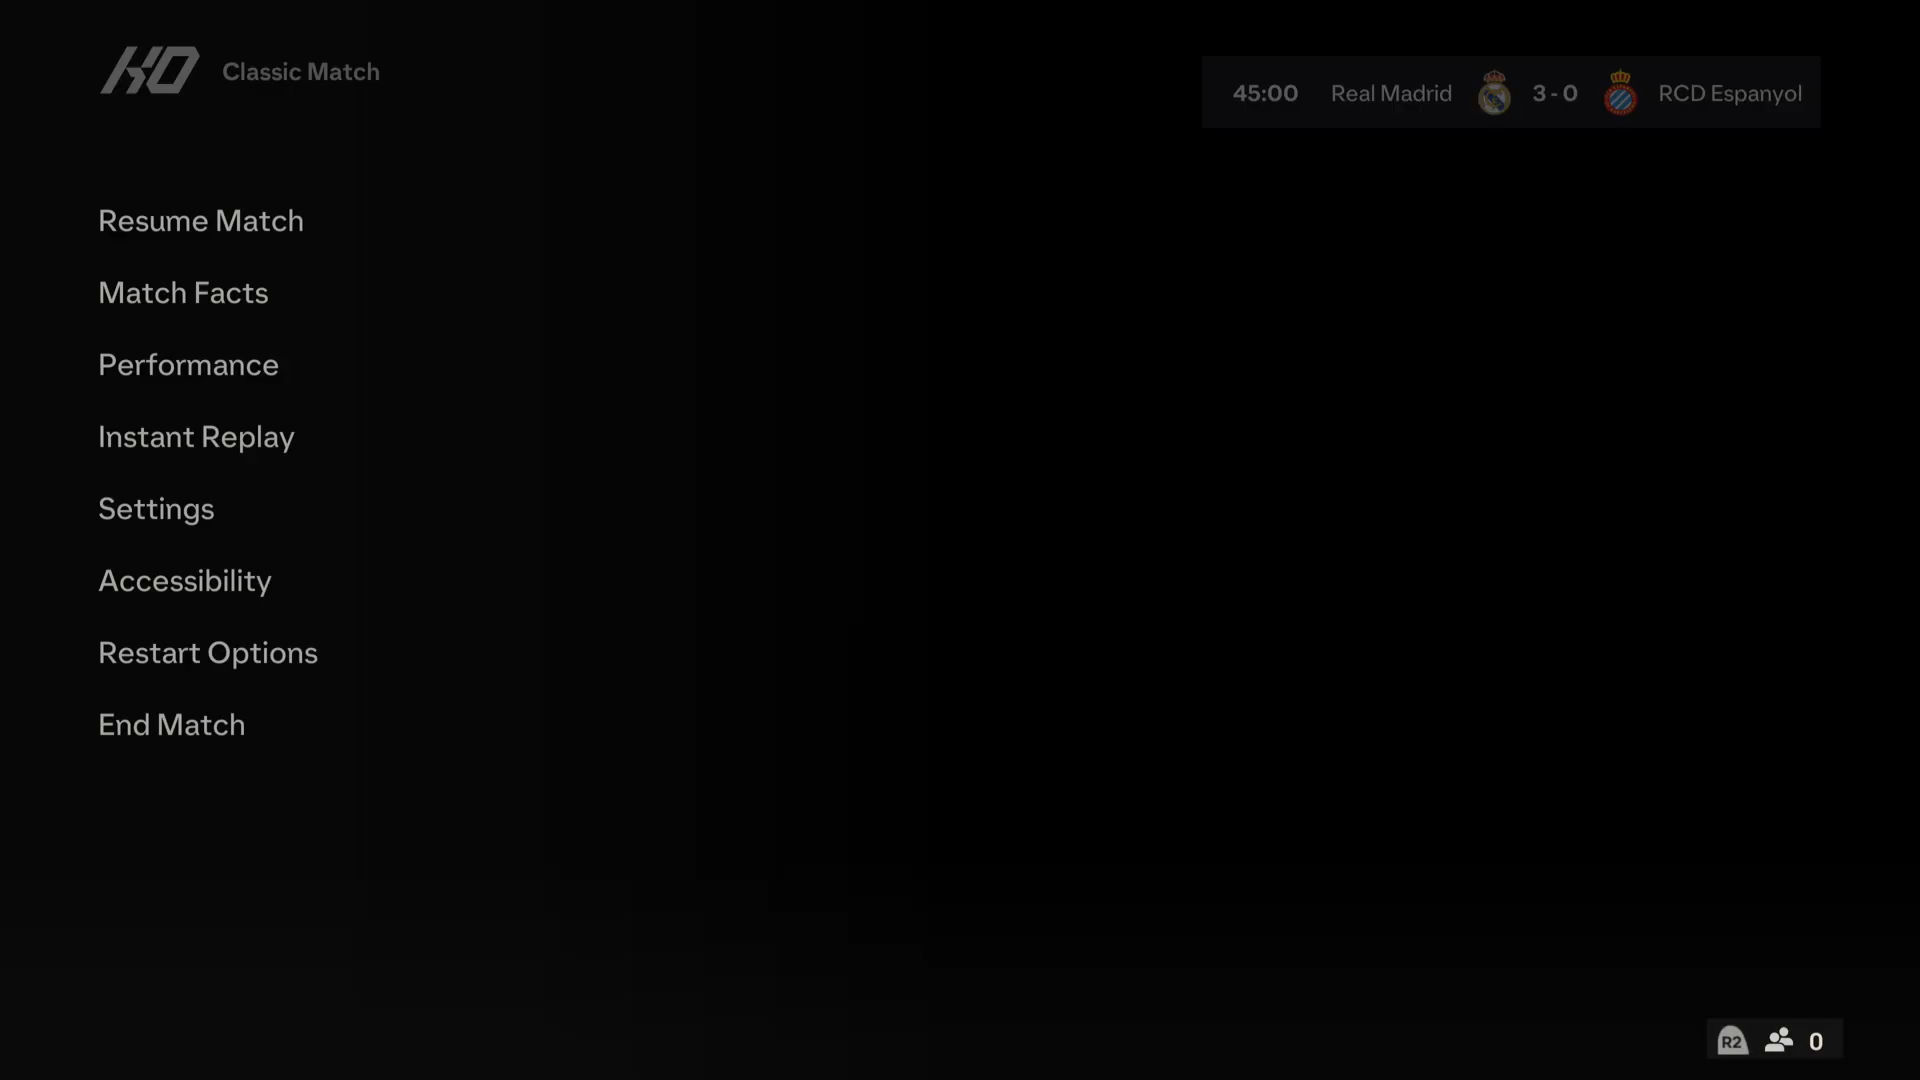 KO Classic Match
45:00 Real Madrid 3 - 0 RCD Espanyol
Resume Match
Match Facts
Performance
Instant Replay
Settings
Accessibility
Restart Options
End Match
R2 0